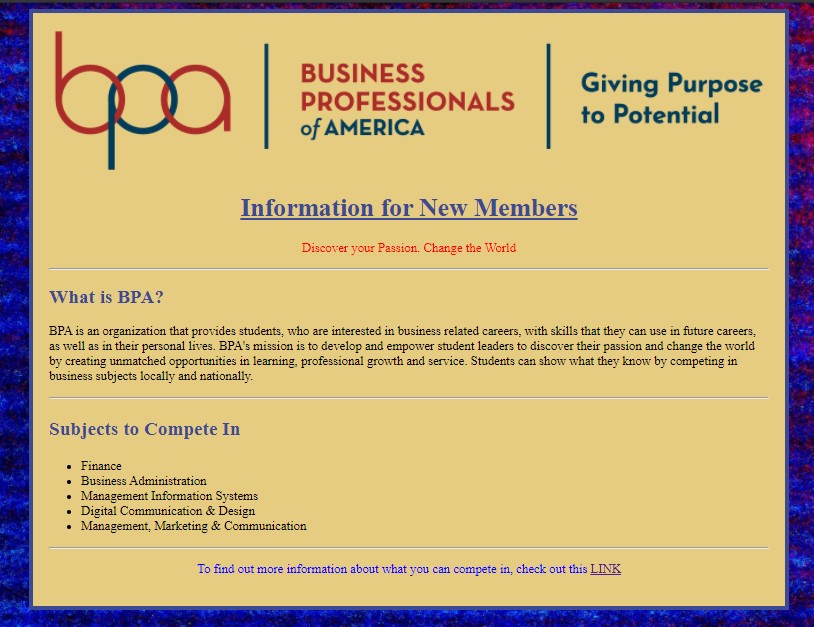 bpa
BUSINESS
PROFESSIONALS
of AMERICA
Giving Purpose
to Potential
Information for New Members
Discover your Passion. Change the World
What is BPA?
BPA is an organization that provides students, who are interested in business related careers, with skills that they can use in future careers,
as well as in their personal lives. BPA's mission is to develop and empower student leaders to discover their passion and change the world
by creating unmatched opportunities in learning, professional growth and service. Students can show what they know by competing in
business subjects locally and nationally.
Subjects to Compete In
• Finance
• Business Administration
• Management Information Systems
• Digital Communication & Design
• Management, Marketing & Communication
To find out more information about what you can compete in, check out this LINK